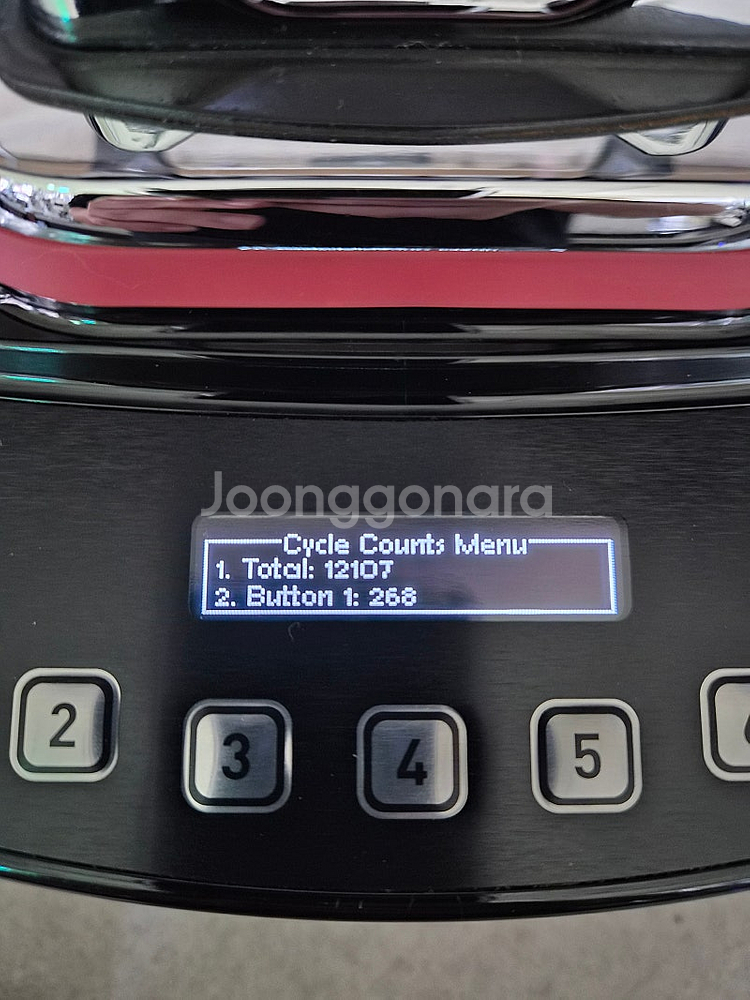 Joonggonara
Cycle Counts Menu
1. Total: 12107
2. Button 1: 268
2
3
4
5